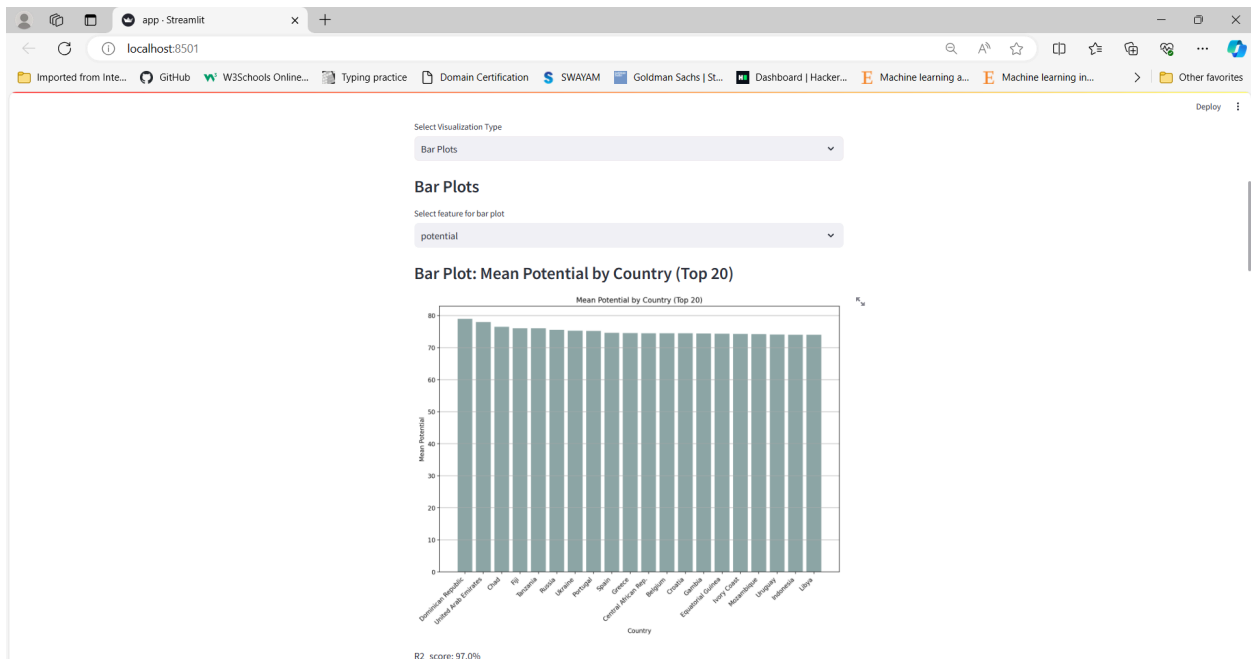 app · Streamlit
localhost:8501
Imported from Inte... GitHub W³ W3Schools Online... Typing practice Domain Certification S SWAYAM Goldman Sachs | St... Dashboard | Hacker... E Machine learning a... E Machine learning in... Other favorites
Deploy
Select Visualization Type
Bar Plots
Bar Plots
Select feature for bar plot
potential
Bar Plot: Mean Potential by Country (Top 20)
Mean Potential by Country (Top 20)
80
70
60
50
40
30
20
10
0
Mean Potential
Dominican Republic
United Arab Emirates
Chad
Fiji
Tanzania
Russia
Ukraine
Portugal
Spain
Greece
Central African Rep.
Belgium
Croatia
Gambia
Equatorial Guinea
Ivory Coast
Mozambique
Uruguay
Indonesia
Libya
Country
R2_score: 97.0%